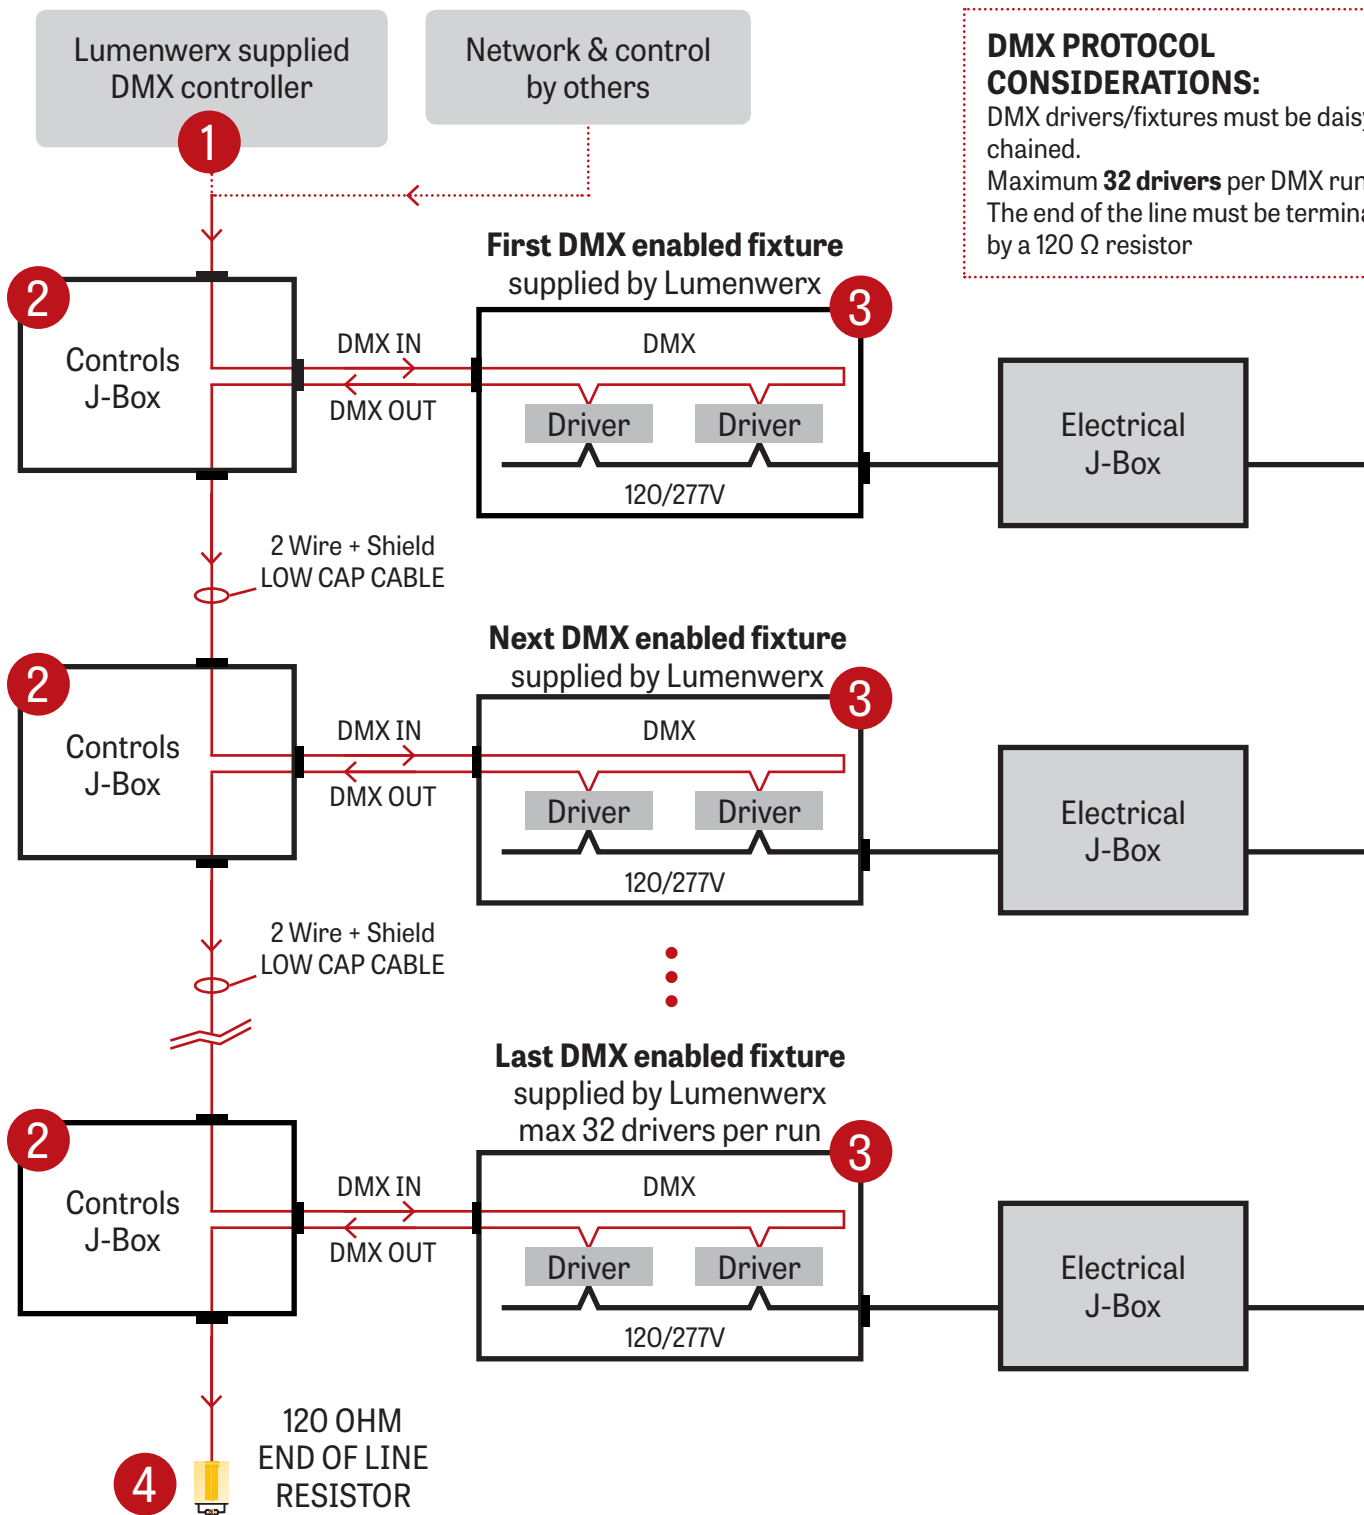 Lumenwerx supplied
DMX controller
1
Network & control
by others
DMX PROTOCOL
CONSIDERATIONS:
DMX drivers/fixtures must be daisy
chained.
Maximum 32 drivers per DMX run
The end of the line must be
by a 120 Ω resistor
First DMX enabled fixture
supplied by Lumenwerx
2
Controls
J-Box
DMX IN
DMX OUT
3
DMX
Driver
Driver
120/277V
Electrical
J-Box
2 Wire + Shield
LOW CAP CABLE
Next DMX enabled fixture
supplied by Lumenwerx
2
Controls
J-Box
DMX IN
DMX OUT
3
DMX
Driver
Driver
120/277V
Electrical
J-Box
2 Wire + Shield
LOW CAP CABLE
Last DMX enabled fixture
supplied by Lumenwerx
max 32 drivers per run
2
Controls
J-Box
DMX IN
DMX OUT
3
DMX
Driver
Driver
120/277V
Electrical
J-Box
4
120 OHM
END OF LINE
RESISTOR